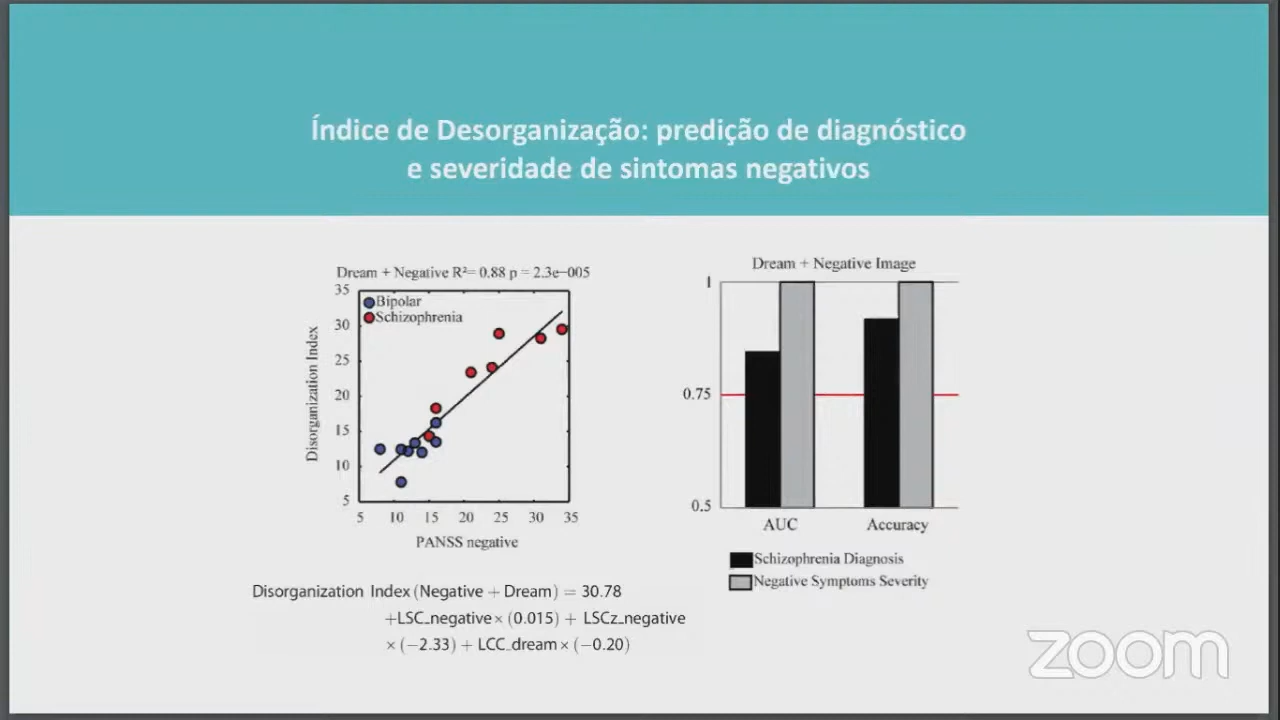 Índice de Desorganização: predição de diagnóstico
e severidade de sintomas negativos
Dream + Negative R²= 0.88 p = 2.3e−005
35
30
25
20
15
10
5
Bipolar
Schizophrenia
Disorganization Index
5 10 15 20 25 30 35
PANSS negative
Dream + Negative Image
1
0.75
0.5
AUC Accuracy
Schizophrenia Diagnosis
Negative Symptoms Severity
Disorganization Index (Negative + Dream) = 30.78
+LSC_negative × (0.015) + LSCz_negative
× (−2.33) + LCC_dream × (−0.20)
zoom